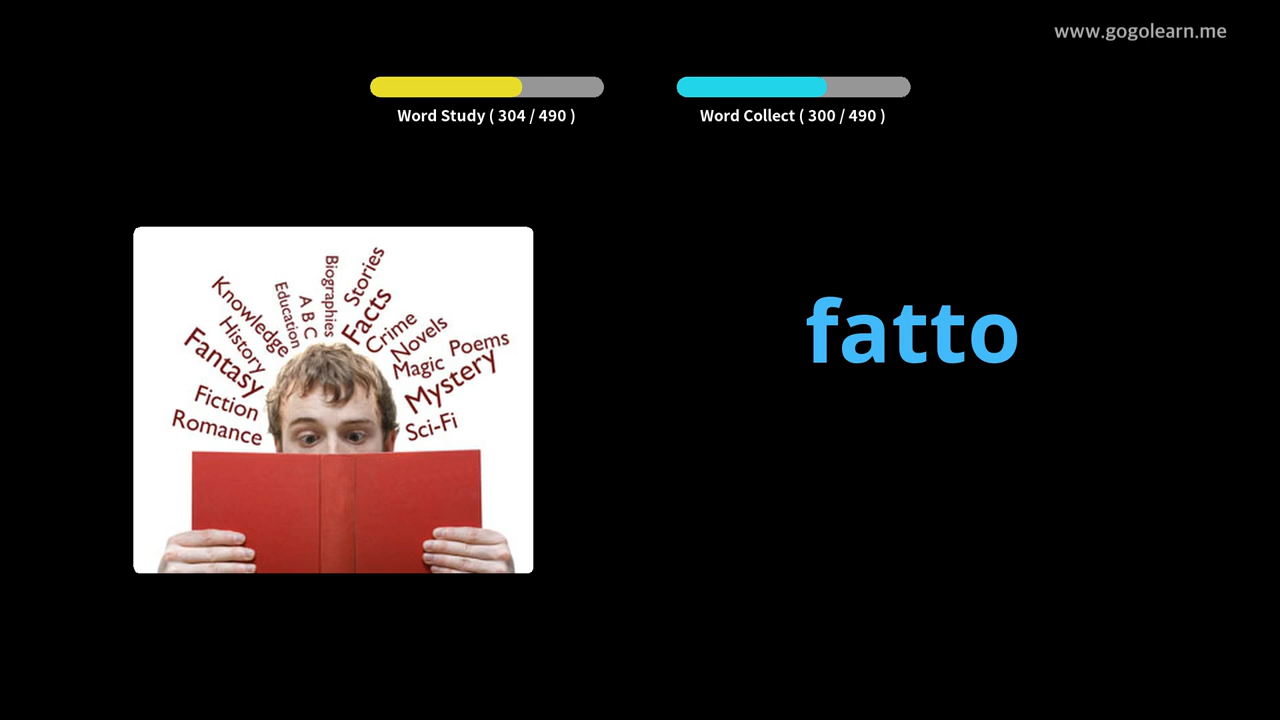 www.gogolearn.me
Word Study ( 304 / 490 )
Word Collect ( 300 / 490 )
Stories
Biographies
Facts
A B C
Education
Knowledge
Crime
Novels
History
Poems
Magic
Fantasy
Mystery
Fiction
Sci-Fi
Romance
fatto